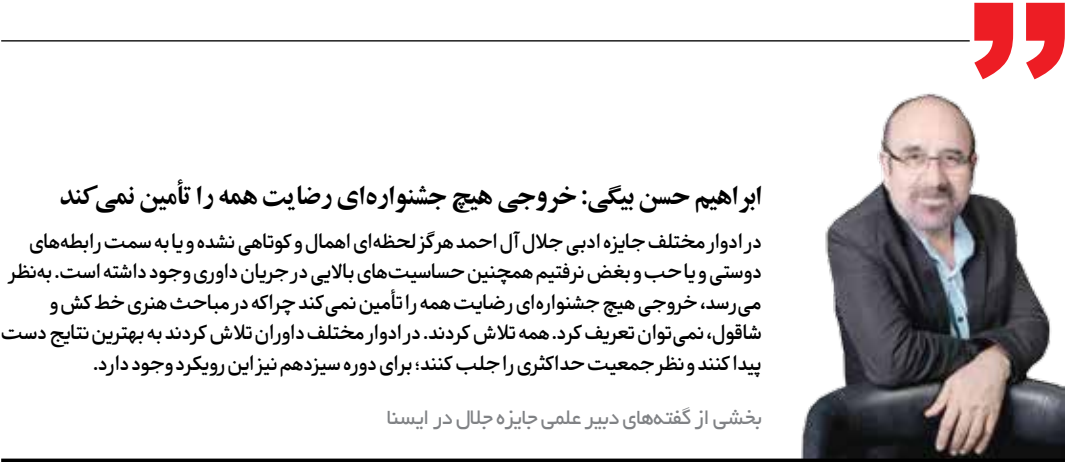 ابراهیم حسن بیگی: خروجی هیچ جشنواره‌ای رضایت همه را تأمین نمی‌کند
در ادوار مختلف جایزه ادبی جلال آل احمد هرگز لحظه‌ای اهمال و کوتاهی نشده و یا به سمت رابطه‌های
دوستی و یا حب و بغض نرفتیم همچنین حساسیت‌های بالایی در جریان داوری وجود داشته است. به‌نظر
می‌رسد، خروجی هیچ جشنواره‌ای رضایت همه را تأمین نمی‌کند چراکه در مباحث هنری خط کش و
شاقول، نمی‌توان تعریف کرد. همه تلاش کردند. در ادوار مختلف داوران تلاش کردند به بهترین نتایج دست
پیدا کنند و نظر جمعیت حداکثری را جلب کنند؛ برای دوره سیزدهم نیز این رویکرد وجود دارد.
بخشی از گفته‌های دبیر علمی جایزه جلال در ایسنا